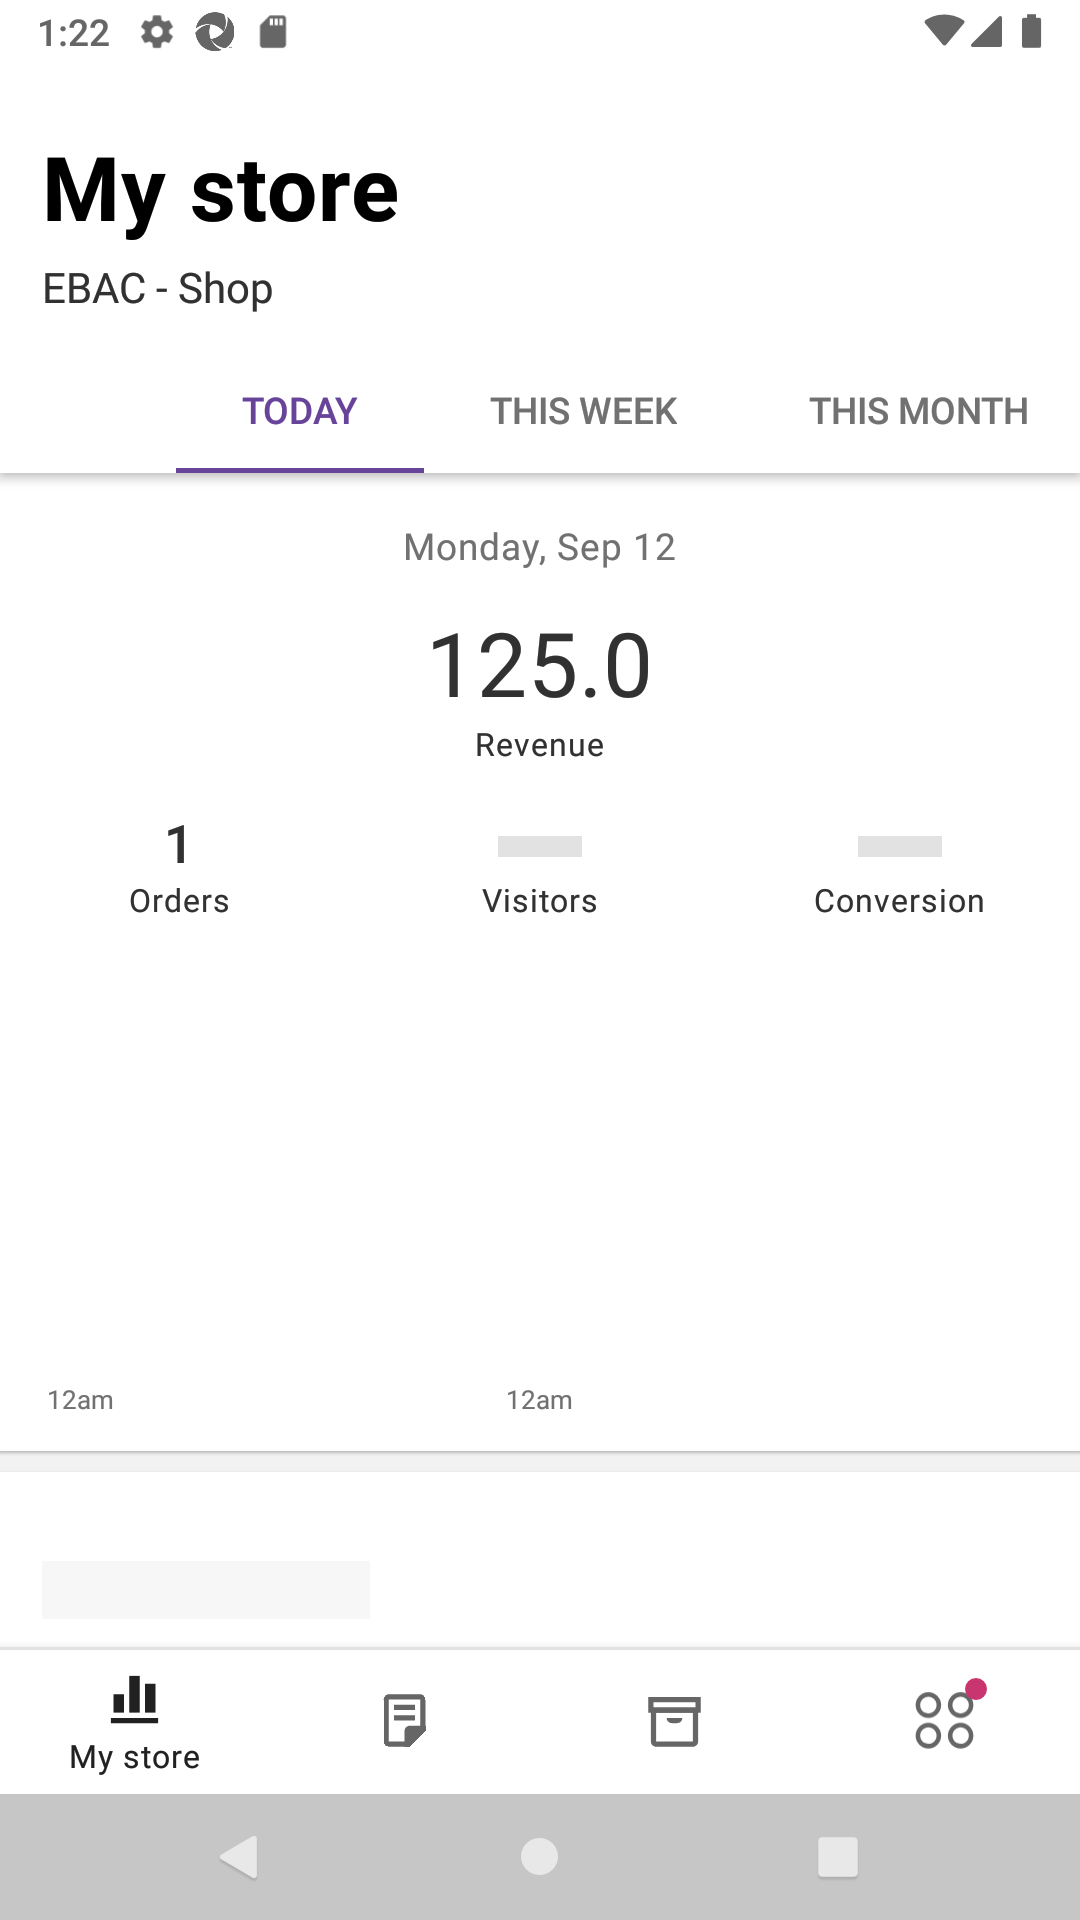 1:22
My store
EBAC - Shop
TODAY THIS WEEK THIS MONTH
Monday, Sep 12
125.0
Revenue
1
Orders Visitors Conversion
12am 12am
My store